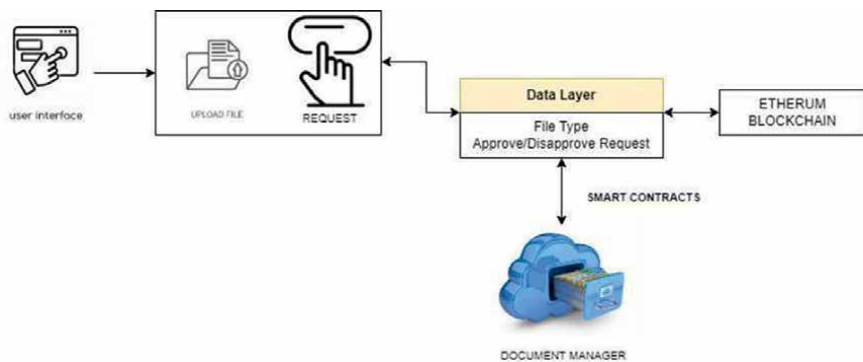 user interface
UPLOAD FILE
REQUEST
Data Layer
File Type
Approve/Disapprove Request
ETHERUM
BLOCKCHAIN
SMART CONTRACTS
DOCUMENT MANAGER